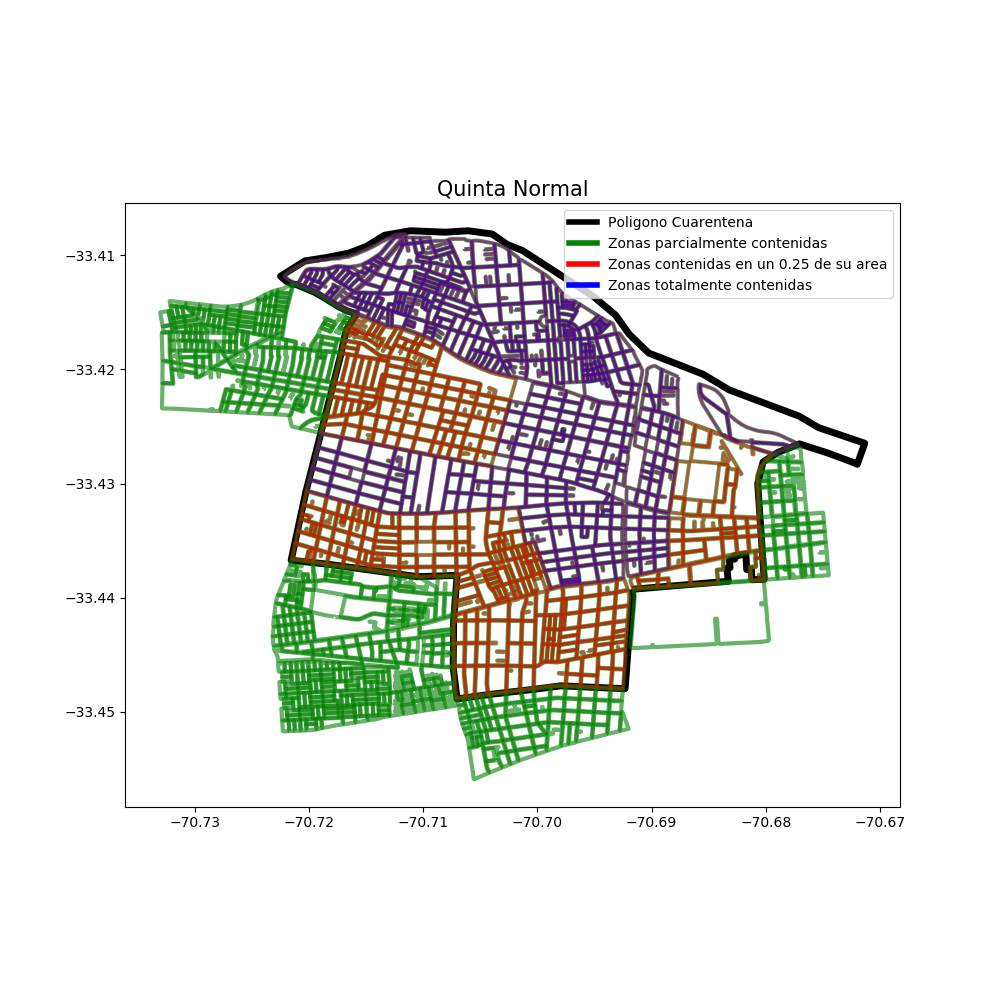 Quinta Normal
Poligono Cuarentena
Zonas parcialmente contenidas
Zonas contenidas en un 0.25 de su area
Zonas totalmente contenidas
−33.41
−33.42
−33.43
−33.44
−33.45
−70.73
−70.72
−70.71
−70.70
−70.69
−70.68
−70.67